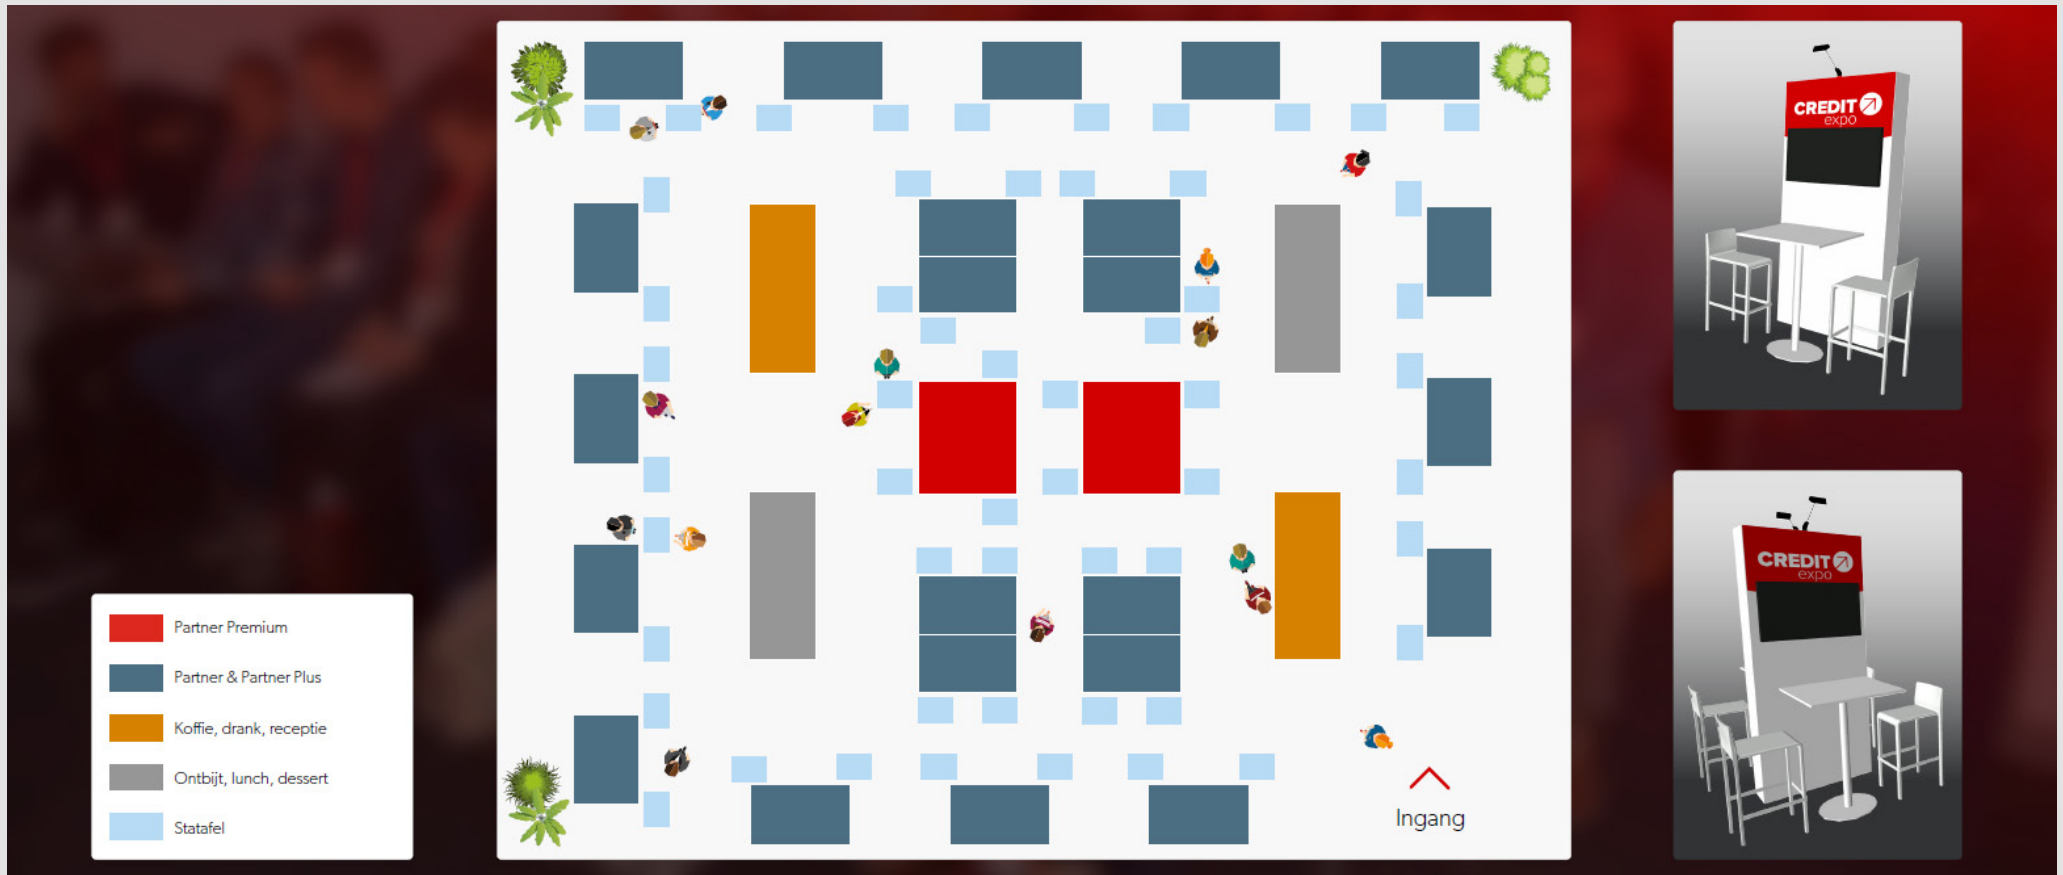 Partner Premium
Partner & Partner Plus
Koffie, drank, receptie
Ontbijt, lunch, dessert
Statafel
Ingang
CREDIT
expo
CREDIT
expo